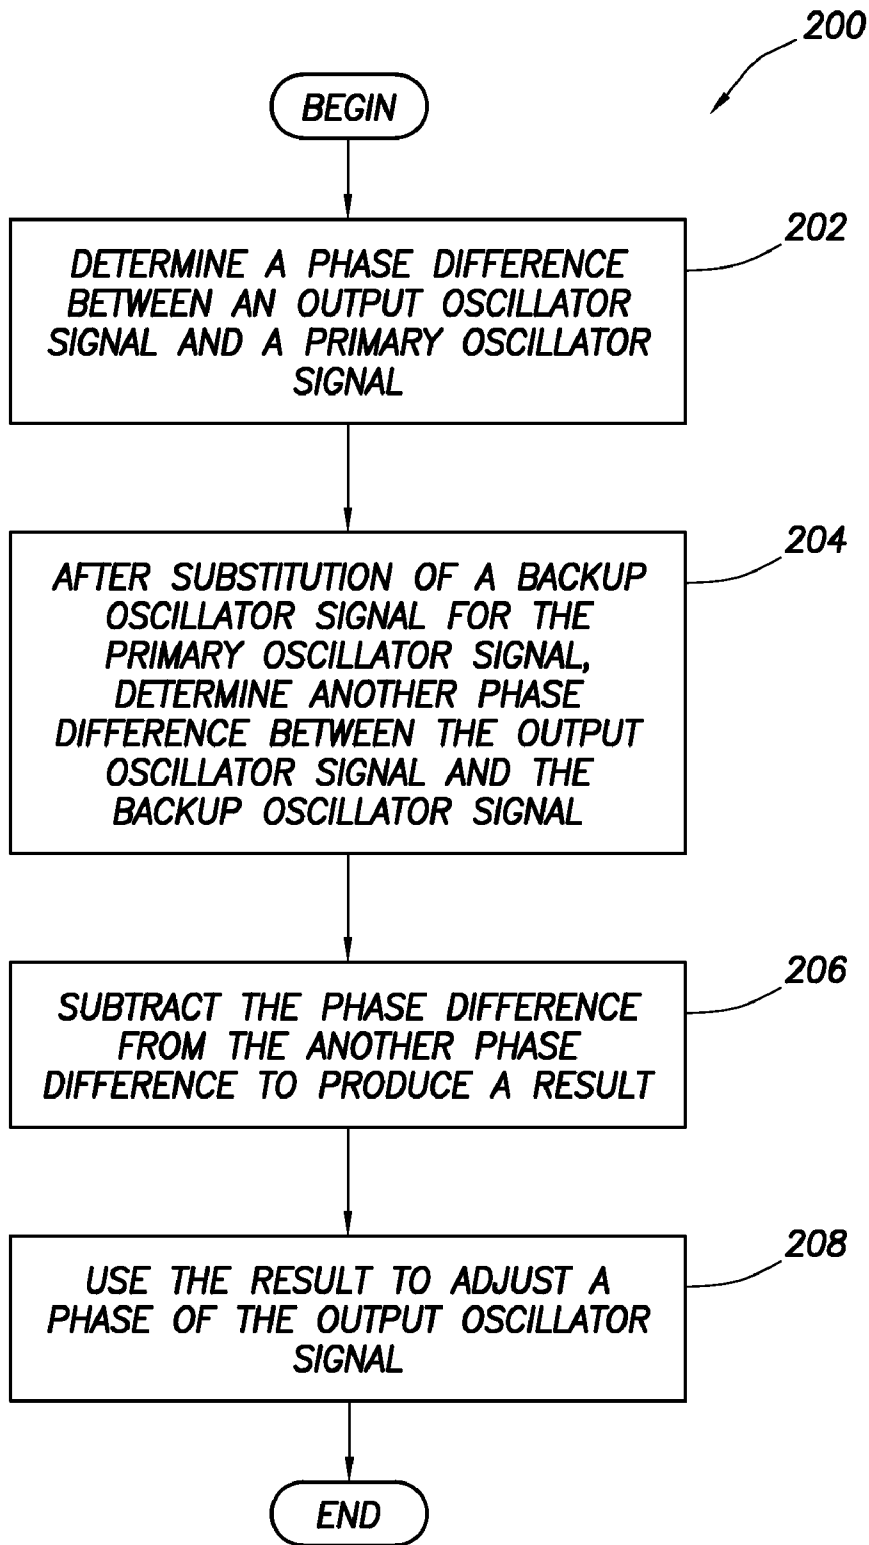 200
BEGIN
202
DETERMINE A PHASE DIFFERENCE
BETWEEN AN OUTPUT OSCILLATOR
SIGNAL AND A PRIMARY OSCILLATOR
SIGNAL
204
AFTER SUBSTITUTION OF A BACKUP
OSCILLATOR SIGNAL FOR THE
PRIMARY OSCILLATOR SIGNAL,
DETERMINE ANOTHER PHASE
DIFFERENCE BETWEEN THE OUTPUT
OSCILLATOR SIGNAL AND THE
BACKUP OSCILLATOR SIGNAL
206
SUBTRACT THE PHASE DIFFERENCE
FROM THE ANOTHER PHASE
DIFFERENCE TO PRODUCE A RESULT
208
USE THE RESULT TO ADJUST A
PHASE OF THE OUTPUT OSCILLATOR
SIGNAL
END